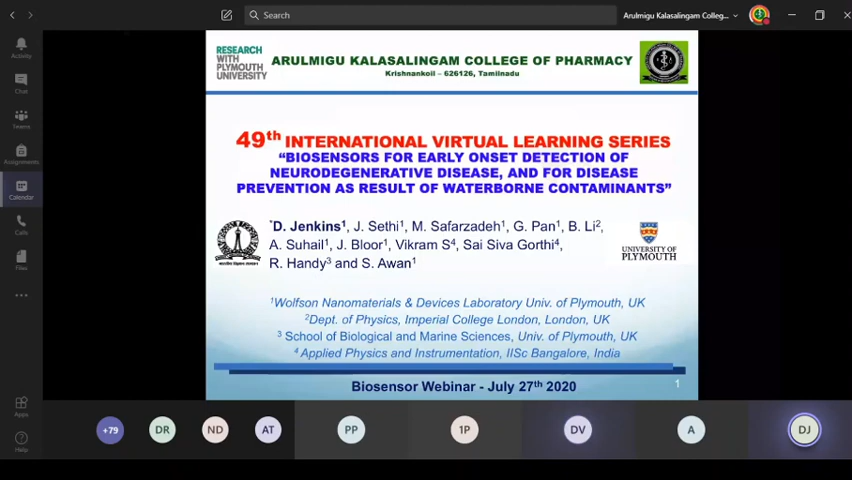 Search
Arulmigu Kalasalingam Colleg...
Activity
Chat
Teams
Assignments
Calendar
Calls
Files
Apps
Help
RESEARCH
WITH
PLYMOUTH
UNIVERSITY
ARULMIGU KALASALINGAM COLLEGE OF PHARMACY
Krishnankoil – 626126, Tamilnadu
49th INTERNATIONAL VIRTUAL LEARNING SERIES
“BIOSENSORS FOR EARLY ONSET DETECTION OF
NEURODEGENERATIVE DISEASE, AND FOR DISEASE
PREVENTION AS RESULT OF WATERBORNE CONTAMINANTS”
*D. Jenkins1, J. Sethi1, M. Safarzadeh1, G. Pan1, B. Li2,
A. Suhail1, J. Bloor1, Vikram S4, Sai Siva Gorthi4,
R. Handy3 and S. Awan1
UNIVERSITY OF
PLYMOUTH
1Wolfson Nanomaterials & Devices Laboratory Univ. of Plymouth, UK
2Dept. of Physics, Imperial College London, London, UK
3 School of Biological and Marine Sciences, Univ. of Plymouth, UK
4 Applied Physics and Instrumentation, IISc Bangalore, India
Biosensor Webinar - July 27th 2020
1
+79
DR
ND
AT
PP
1P
DV
A
DJ